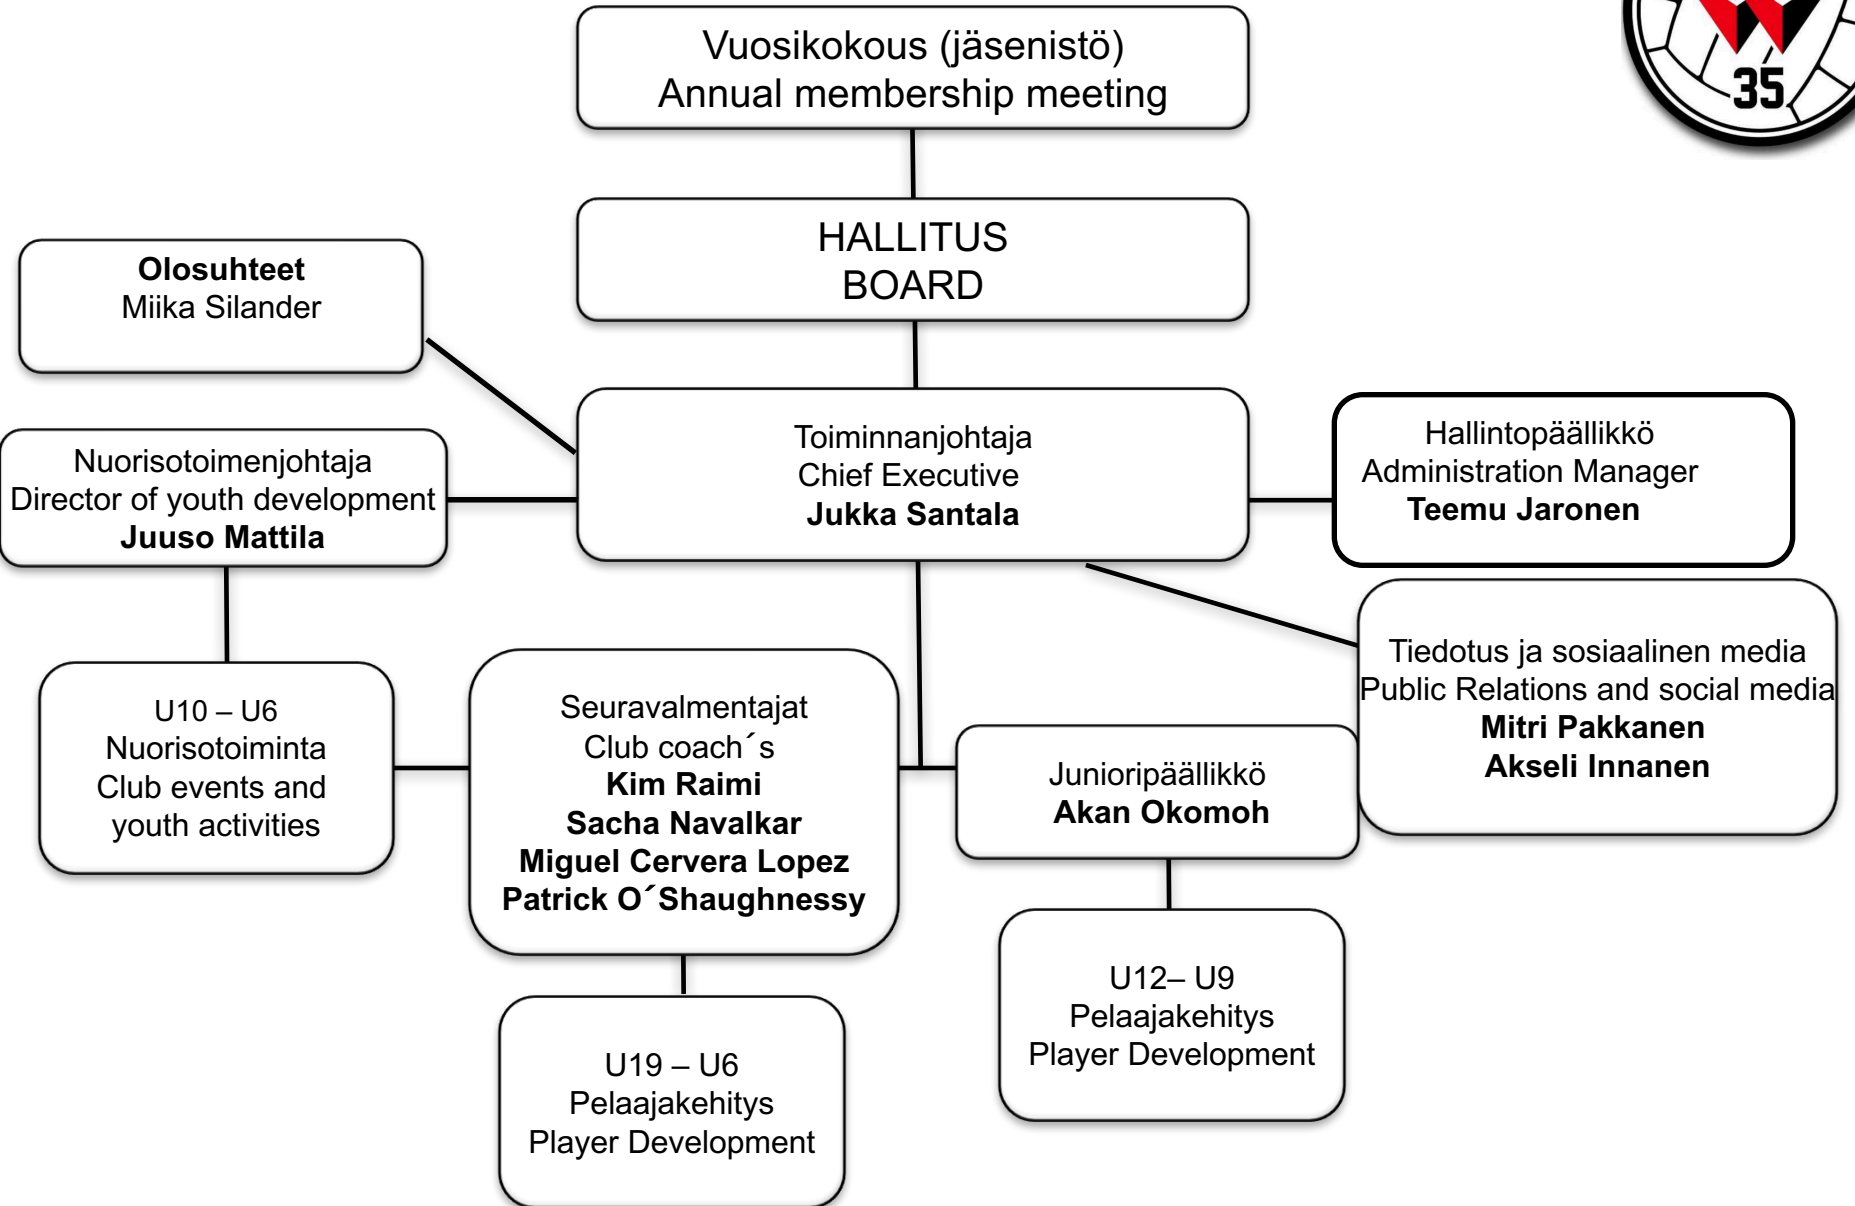 Vuosikokous (jäsenistö)
Annual membership meeting
35
HALLITUS
BOARD
Olosuhteet
Miika Silander
Toiminnanjohtaja
Chief Executive
Jukka Santala
Hallintopäällikkö
Administration Manager
Teemu Jaronen
Nuorisotoimenjohtaja
Director of youth development
Juuso Mattila
Tiedotus ja sosiaalinen media
Public Relations and social media
Mitri Pakkanen
Akseli Innanen
U10 – U6
Nuorisotoiminta
Club events and
youth activities
Seuravalmentajat
Club coach´s
Kim Raimi
Sacha Navalkar
Miguel Cervera Lopez
Patrick O´Shaughnessy
Junioripäällikkö
Akan Okomoh
U12– U9
Pelaajakehitys
Player Development
U19 – U6
Pelaajakehitys
Player Development